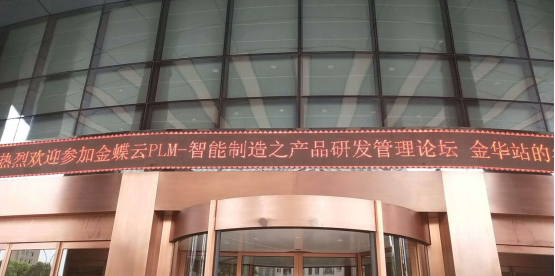 热烈欢迎参加金蝶云PLM-智能制造之产品研发管理论坛 金华站的